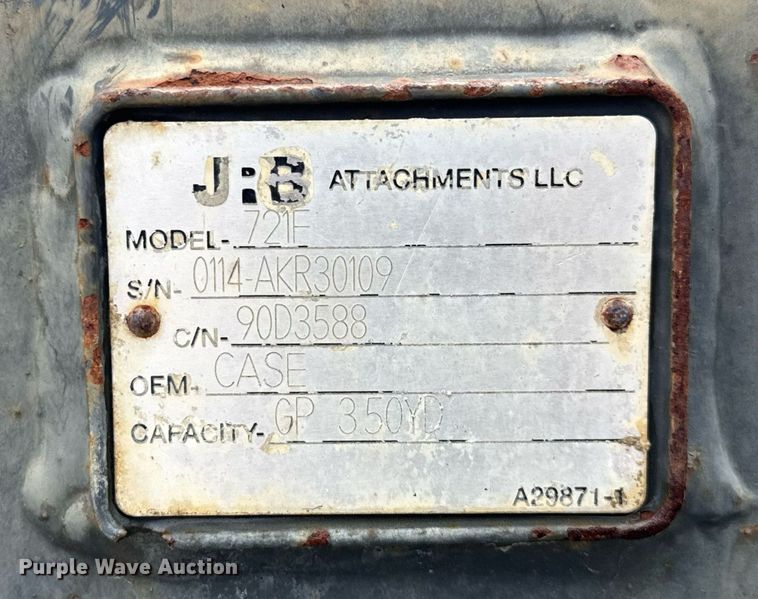 JRB ATTACHMENTS LLC
MODEL- 721F
S/N- 0114-AKR30109
C/N- 90D3588
OEM- CASE
CAPACITY- GP 3.50YD
A29871-1
Purple Wave Auction